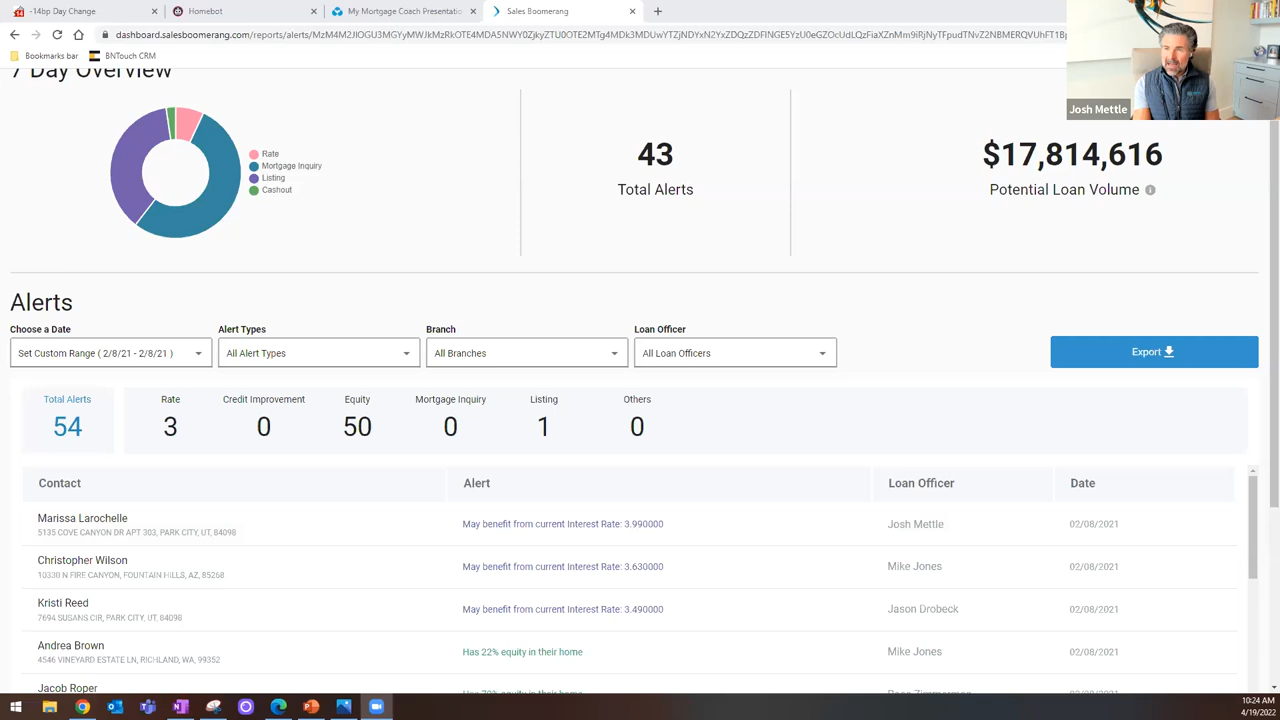 -14bp Day Change
Homebot
My Mortgage Coach Presentatio
Sales Boomerang
dashboard.salesboomerang.com/reports/alerts/
Bookmarks bar
BNTouch CRM
Josh Mettle
7 Day Overview
Rate
Mortgage Inquiry
Listing
Cashout
43
Total Alerts
$17,814,616
Potential Loan Volume
Alerts
Choose a Date
Alert Types
Branch
Loan Officer
Set Custom Range ( 2/8/21 - 2/8/21 )
All Alert Types
All Branches
All Loan Officers
Export
Total Alerts
Rate
Credit Improvement
Equity
Mortgage Inquiry
Listing
Others
54
3
0
50
0
1
0
Contact
Alert
Loan Officer
Date
Marissa Larochelle
5135 COVE CANYON DR APT 303, PARK CITY, UT, 84098
May benefit from current Interest Rate: 3.990000
Josh Mettle
02/08/2021
Christopher Wilson
10330 N FIRE CANYON, FOUNTAIN HILLS, AZ, 85268
May benefit from current Interest Rate: 3.630000
Mike Jones
02/08/2021
Kristi Reed
7694 SUSANS CIR, PARK CITY, UT, 84098
May benefit from current Interest Rate: 3.490000
Jason Drobeck
02/08/2021
Andrea Brown
4546 VINEYARD ESTATE LN, RICHLAND, WA, 99352
Has 22% equity in their home
Mike Jones
02/08/2021
Jacob Roper
10:24 AM
4/19/2022